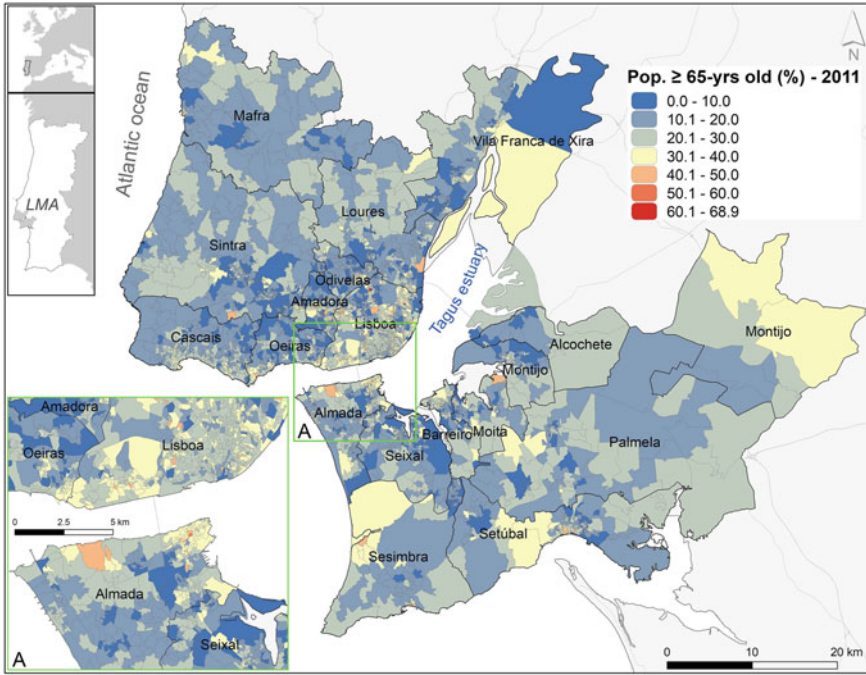 LMA
Atlantic ocean
N
Pop. ≥ 65-yrs old (%) - 2011
0.0 - 10.0
10.1 - 20.0
20.1 - 30.0
30.1 - 40.0
40.1 - 50.0
50.1 - 60.0
60.1 - 68.9
Mafra
Vila Franca de Xira
Loures
Sintra
Odivelas
Amadora
Lisboa
Cascais
Oeiras
Tagus estuary
Montijo
Alcochete
Montijo
Almada
Barreiro
Moita
Seixal
Palmela
Setúbal
Sesimbra
A
Amadora
Lisboa
Oeiras
0 2.5 5 km
Almada
Seixal
A
0 10 20 km